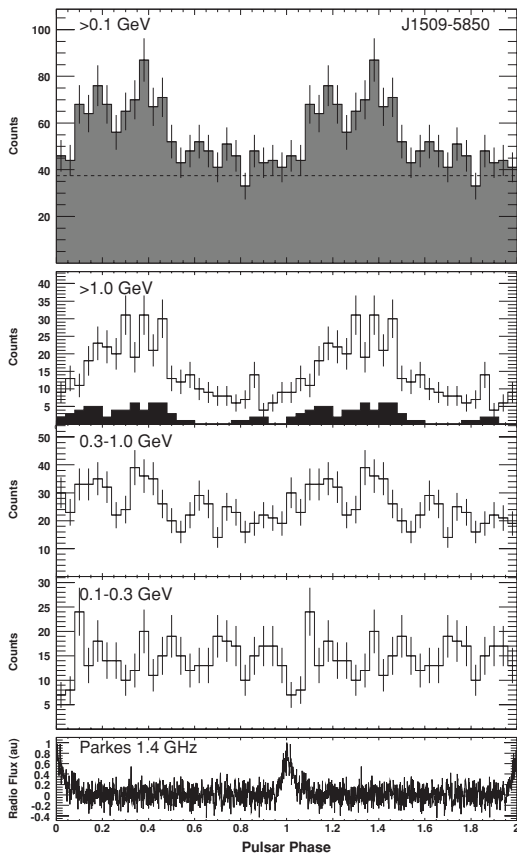 >0.1 GeV J1509-5850
100
80
60
40
20
Counts
>1.0 GeV
40
35
30
25
20
15
10
5
Counts
0.3-1.0 GeV
50
40
30
20
10
Counts
0.1-0.3 GeV
30
25
20
15
10
5
Counts
Parkes 1.4 GHz
1
0.8
0.6
0.4
0.2
0
-0.2
-0.4
Radio Flux (au)
0 0.2 0.4 0.6 0.8 1 1.2 1.4 1.6 1.8 2
Pulsar Phase